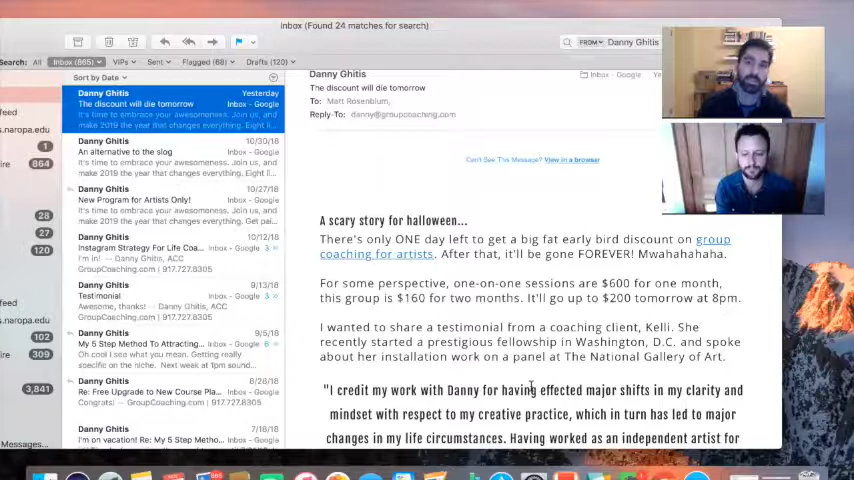 Inbox (Found 24 matches for search)
FROM Danny Ghitis
Search: All Inbox (865) VIPs Sent Flagged (68) Drafts (120)
Sort by Date
feed
s.naropa.edu
1
ire 864
28
27
120
feed
s.naropa.edu
102
ire 309
3,841
Messages...
Danny Ghitis Yesterday
The discount will die tomorrow Inbox - Google
It's time to embrace your awesomeness. Join us, and
make 2019 the year that changes everything. Eight li...
Danny Ghitis 10/30/18
An alternative to the slog Inbox - Google
It's time to embrace your awesomeness. Join us, and
make 2019 the year that changes everything. Eight li...
Danny Ghitis 10/27/18
New Program for Artists Only! Inbox - Google
It's time to embrace your awesomeness. Join us, and
make 2019 the year that changes everything. Get pai...
Danny Ghitis 10/12/18
Instagram Strategy For Life Coa... Inbox - Google 3
I'm in! — Danny Ghitis, ACC
GroupCoaching.com | 917.727.8305
Danny Ghitis 9/13/18
Testimonial Inbox - Google 3
Awesome, thanks! — Danny Ghitis, ACC
GroupCoaching.com | 917.727.8305
Danny Ghitis 9/5/18
My 5 Step Method To Attracting... Inbox - Google 6
Oh cool I see what you mean. Getting really
specific on the niche. Next week at 1pm sound...
Danny Ghitis 8/28/18
Re: Free Upgrade to New Course Pla... Inbox - Google
Congrats! — Danny Ghitis, ACC
GroupCoaching.com | 917.727.8305
Danny Ghitis 7/18/18
I'm on vacation! Re: My 5 Step Metho... Inbox - Google
Danny Ghitis Inbox - Google
The discount will die tomorrow
To: Matt Rosenblum,
Reply-To: danny@groupcoaching.com
Can't See This Message? View in a browser
A scary story for halloween...
There's only ONE day left to get a big fat early bird discount on group
coaching for artists. After that, it'll be gone FOREVER! Mwahahahaha.
For some perspective, one-on-one sessions are $600 for one month,
this group is $160 for two months. It'll go up to $200 tomorrow at 8pm.
I wanted to share a testimonial from a coaching client, Kelli. She
recently started a prestigious fellowship in Washington, D.C. and spoke
about her installation work on a panel at The National Gallery of Art.
"I credit my work with Danny for having effected major shifts in my clarity and
mindset with respect to my creative practice, which in turn has led to major
changes in my life circumstances. Having worked as an independent artist for